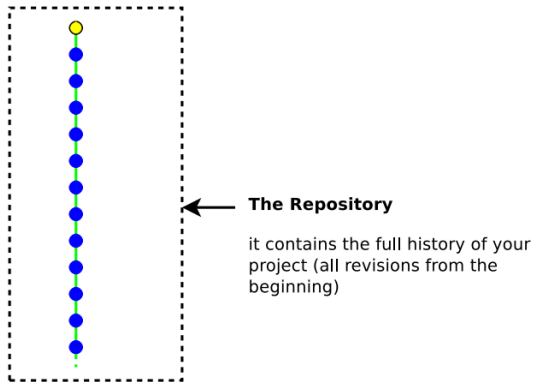 The Repository
it contains the full history of your
project (all revisions from the
beginning)